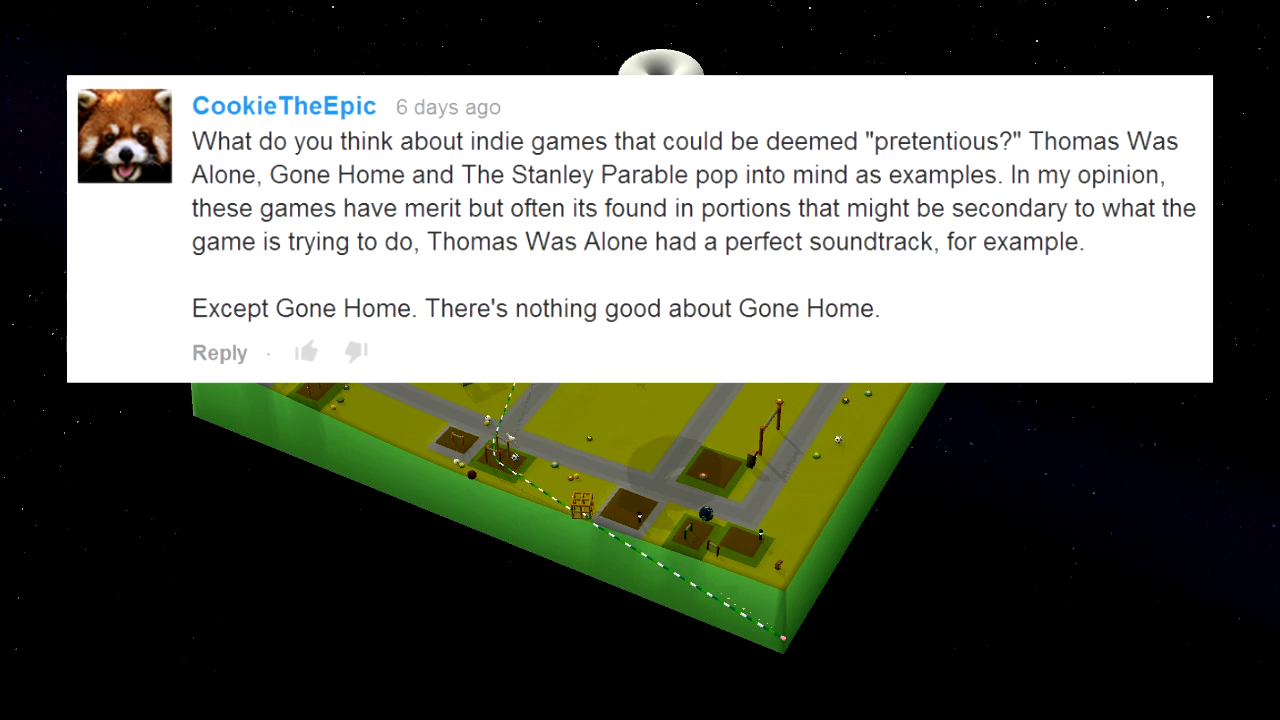 CookieTheEpic 6 days ago
What do you think about indie games that could be deemed "pretentious?" Thomas Was
Alone, Gone Home and The Stanley Parable pop into mind as examples. In my opinion,
these games have merit but often its found in portions that might be secondary to what the
game is trying to do, Thomas Was Alone had a perfect soundtrack, for example.
Except Gone Home. There's nothing good about Gone Home.
Reply ·